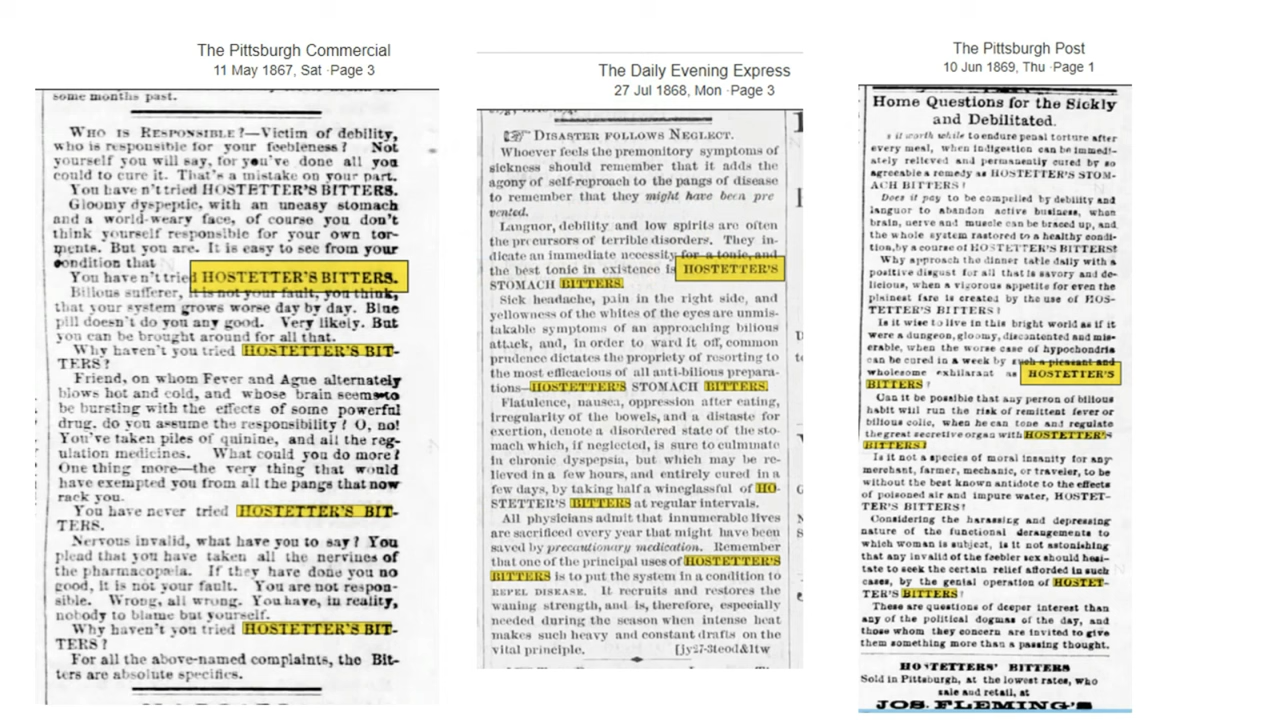 The Pittsburgh Commercial
11 May 1867, Sat · Page 3
some months past.
WHO IS RESPONSIBLE?—Victim of debility,
who is responsible for your feebleness? Not
yourself you will say, for you've done all you
could to cure it. That's a mistake on your part.
You have n't tried HOSTETTER'S BITTERS.
Gloomy dyspeptic, with an uneasy stomach
and a world-weary face, of course you don't
think yourself responsible for your own tor-
ments. But you are. It is easy to see from your
condition that
You haven't tried HOSTETTER'S BITTERS.
Bilious sufferer, it is not your fault, you think,
that your system grows worse day by day. Blue
pill doesn't do you any good. Very likely. But
you can be brought around for all that.
Why haven't you tried HOSTETTER'S BIT-
TERS?
Friend, on whom Fever and Ague alternately
blows hot and cold, and whose brain seems to
be bursting with the effects of some powerful
drug, do you assume the responsibility? O, no!
You've taken piles of quinine, and all the reg-
ulation medicines. What could you do more?
One thing more—the very thing that would
have exempted you from all the pangs that now
rack you.
You have never tried HOSTETTER'S BIT-
TERS.
Nervous invalid, what have you to say? You
plead that you have taken all the nervines of
the pharmacopœia. If they have done you no
good, it is not your fault. You are not respon-
sible. Wrong, all wrong. You have, in reality,
nobody to blame but yourself.
Why haven't you tried HOSTETTER'S BIT-
TERS?
For all the above-named complaints, the Bit-
ters are absolute specifics.
The Daily Evening Express
27 Jul 1868, Mon · Page 3
DISASTER FOLLOWS NEGLECT.
Whoever feels the premonitory symptoms of
sickness should remember that it adds the
agony of self-reproach to the pangs of disease
to remember that they might have been pre
vented.
Languor, debility and low spirits are often
the precursors of terrible disorders. They in-
dicate an immediate necessity for a tonic, and
the best tonic in existence is HOSTETTER'S
STOMACH BITTERS.
Sick headache, pain in the right side, and
yellowness of the whites of the eyes are unmis-
takable symptoms of an approaching bilious
attack, and, in order to ward it off, common
prudence dictates the propriety of resorting to
the most efficacious of all anti-bilious prepara-
tions—HOSTETTER'S STOMACH BITTERS.
Flatulence, nausea, oppression after eating,
irregularity of the bowels, and a distaste for
exertion, denote a disordered state of the sto-
mach which, if neglected, is sure to culminate
in chronic dyspepsia, but which may be re-
lieved in a few hours, and entirely cured in a
few days, by taking half a wineglassful of HO-
STETTER'S BITTERS at regular intervals.
All physicians admit that innumerable lives
are sacrificed every year that might have been
saved by precautionary medication. Remember
that one of the principal uses of HOSTETTER'S
BITTERS is to put the system in a condition to
REPEL DISEASE. It recruits and restores the
waning strength, and is, therefore, especially
needed during the season when intense heat
makes such heavy and constant drafts on the
vital principle. [jy27-3teod&1tw
The Pittsburgh Post
10 Jun 1869, Thu · Page 1
Home Questions for the Sickly
and Debilitated.
s it worth while to endure penal torture after
every meal, when indigestion can be immedi-
ately relieved and permanently cured by so
agreeable a remedy as HOSTETTER'S STOM-
ACH BITTERS?
Does it pay to be compelled by debility and
languor to abandon active business, when
brain, nerve and muscle can be braced up, and
the whole system restored to a healthy condi-
tion, by a course of HOSTETTER'S BITTERS?
Why approach the dinner table daily with a
positive disgust for all that is savory and de-
licious, when a vigorous appetite for even the
plainest fare is created by the use of HOS-
TETTER'S BITTERS?
Is it wise to live in this bright world as if it
were a dungeon, gloomy, discontented and mis-
erable, when the worse case of hypochondria
can be cured in a week by such a pleasant and
wholesome exhilarant as HOSTETTER'S
BITTERS?
Can it be possible that any person of bilious
habit will run the risk of remittent fever or
bilious colic, when he can tone and regulate
the great secretive organ with HOSTETTER'S
BITTERS?
Is it not a species of moral insanity for any
merchant, farmer, mechanic, or traveler, to be
without the best known antidote to the effects
of poisoned air and impure water, HOSTET-
TER'S BITTERS?
Considering the harassing and depressing
nature of the functional derangements to
which woman is subject, is it not astonishing
that any invalid of the feebler sex should hesi-
tate to seek the certain relief afforded in such
cases, by the genial operation of HOSTET-
TER'S BITTERS?
These are questions of deeper interest than
any of the political dogmas of the day, and
those whom they concern are invited to give
them something more than a passing thought.
HOSTETTERS' BITTERS
Sold in Pittsburgh, at the lowest rates, who
sale and retail, at
JOS. FLEMING'S